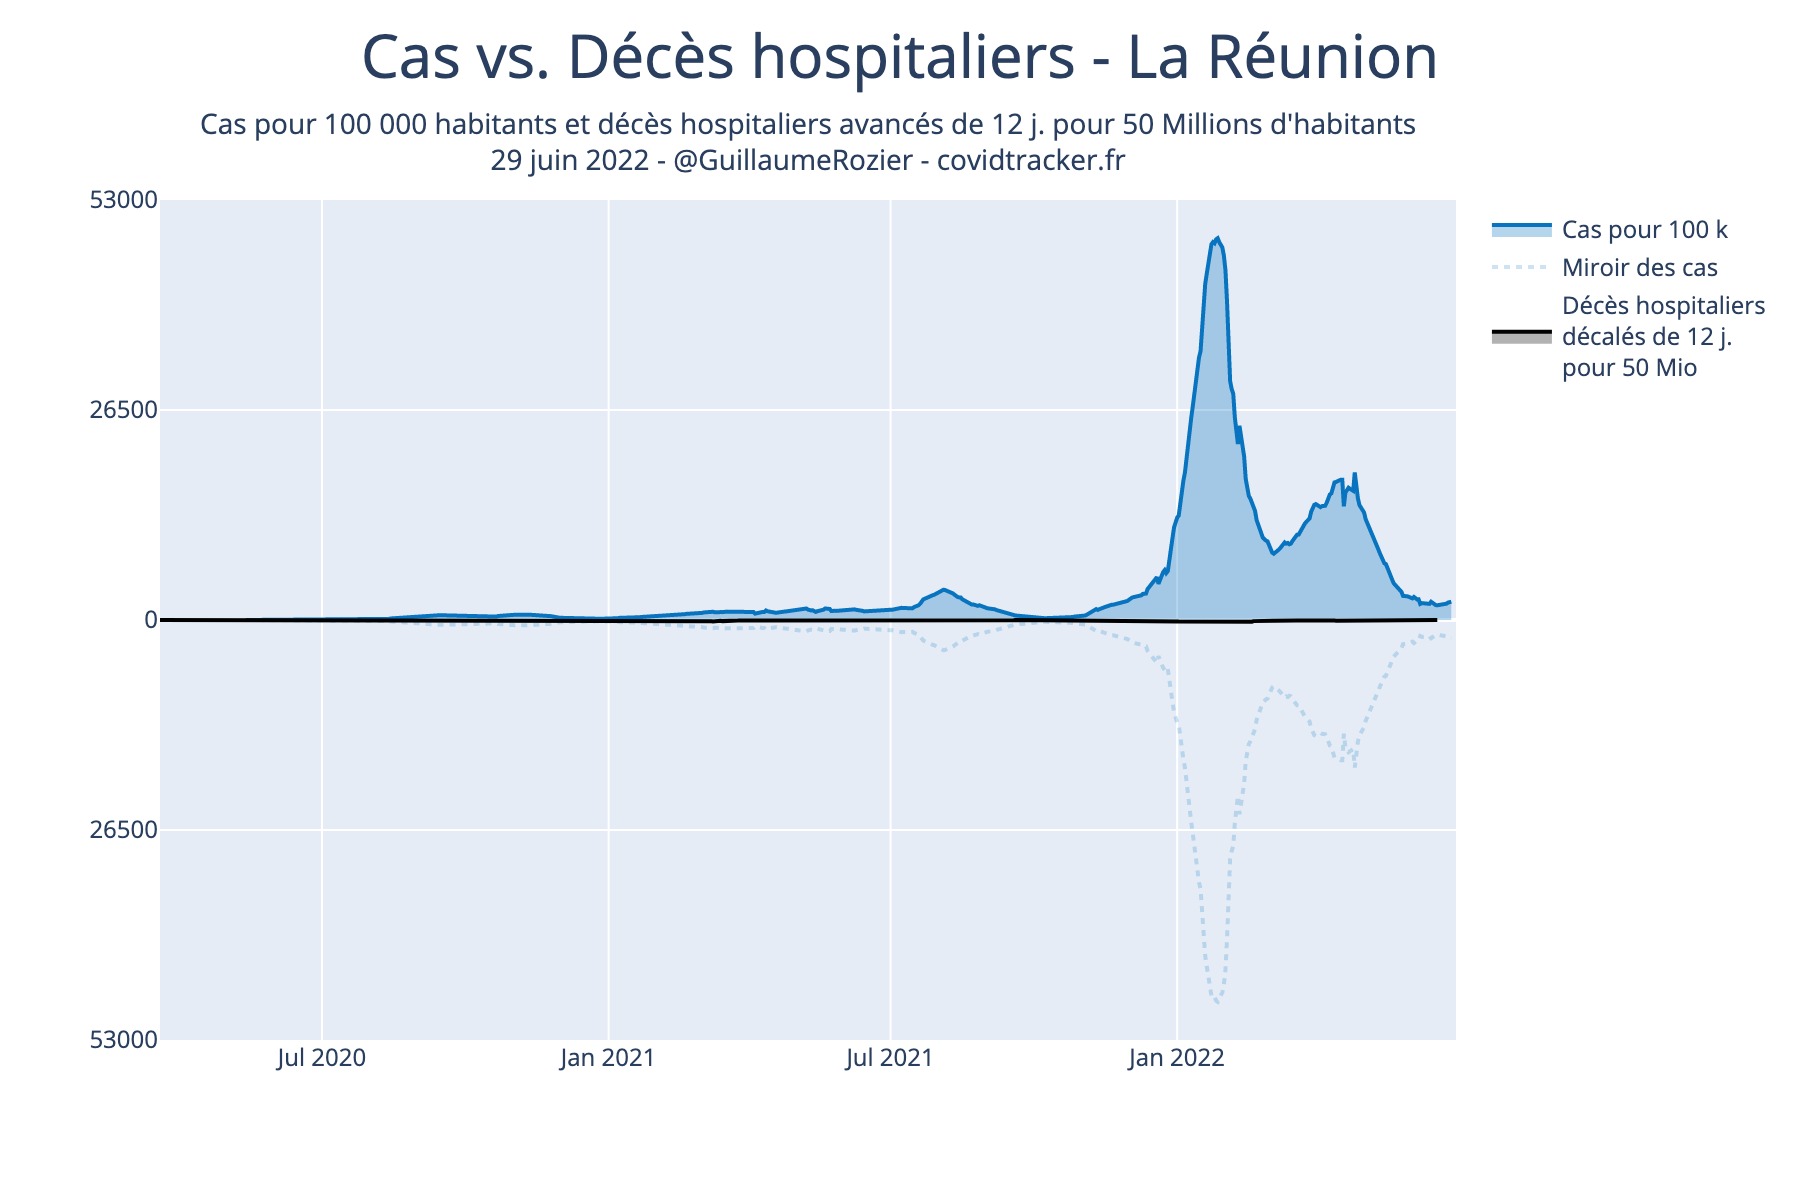 Cas vs. Décès hospitaliers - La Réunion
Cas pour 100 000 habitants et décès hospitaliers avancés de 12 j. pour 50 Millions d'habitants
29 juin 2022 - @GuillaumeRozier - covidtracker.fr
53000
26500
0
26500
53000
Jul 2020
Jan 2021
Jul 2021
Jan 2022
Cas pour 100 k
Miroir des cas
Décès hospitaliers
décalés de 12 j.
pour 50 Mio